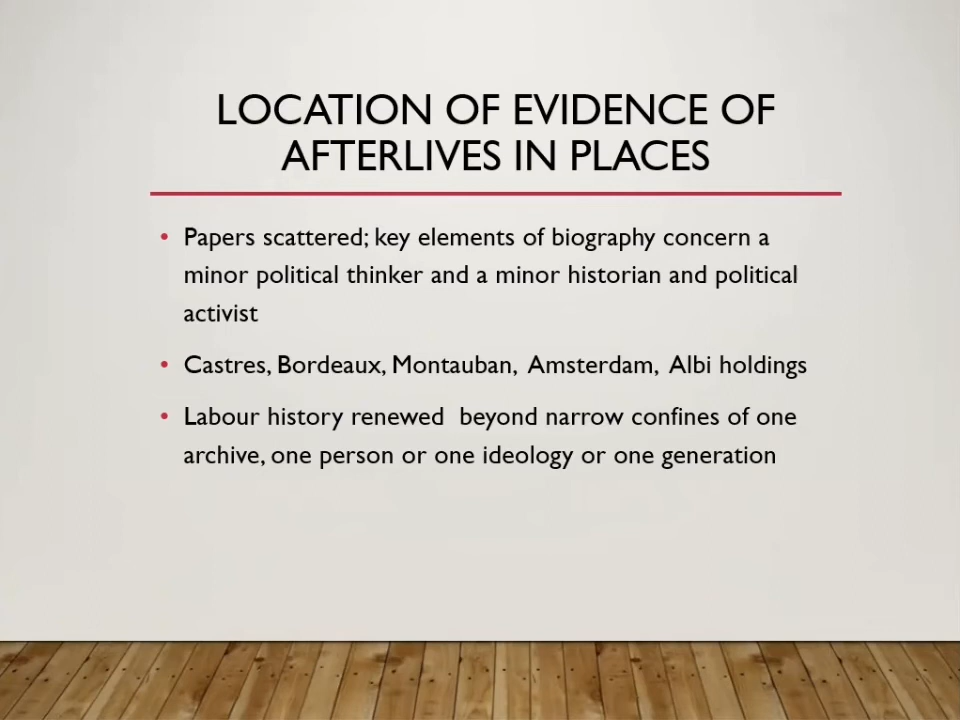 LOCATION OF EVIDENCE OF
AFTERLIVES IN PLACES
• Papers scattered; key elements of biography concern a
minor political thinker and a minor historian and political
activist
• Castres, Bordeaux, Montauban,  Amsterdam,  Albi holdings
• Labour history renewed  beyond narrow confines of one
archive, one person or one ideology or one generation